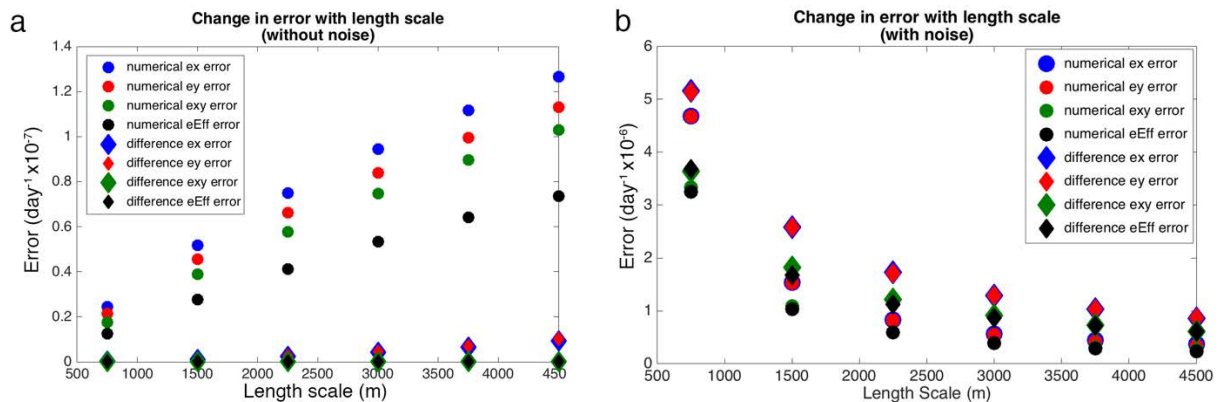 a
Change in error with length scale
(without noise)
1.4
1.2
1
0.8
0.6
0.4
0.2
0
Error (day-1 x10-7)
numerical ex error
numerical ey error
numerical exy error
numerical eEff error
difference ex error
difference ey error
difference exy error
difference eEff error
500 1000 1500 2000 2500 3000 3500 4000 450
Length scale (m)
b
Change in error with length scale
(with noise)
6
5
4
3
2
1
0
Error (day-1 x10-6)
numerical ex error
numerical ey error
numerical exy error
numerical eEff error
difference ex error
difference ey error
difference exy error
difference eEff error
500 1000 1500 2000 2500 3000 3500 4000 4500
Length Scale (m)